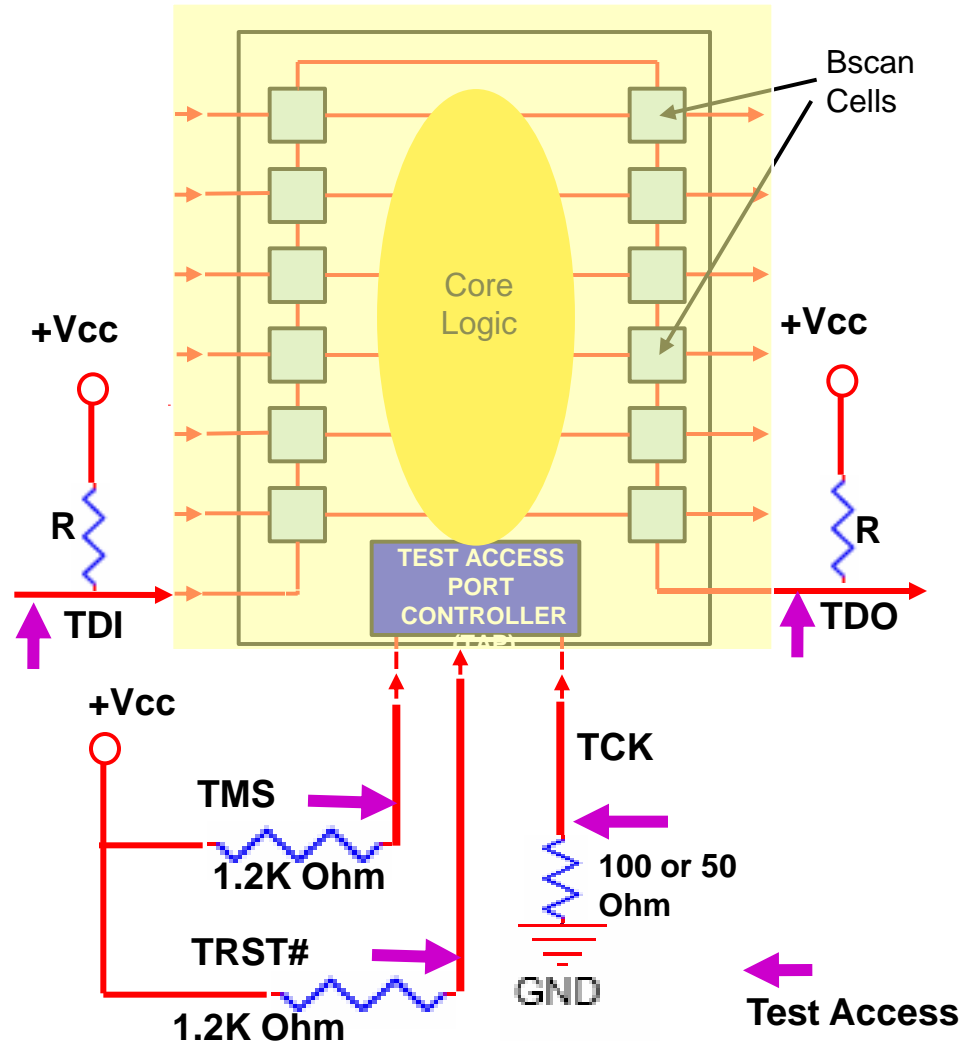 Bscan
Cells
Core
Logic
+Vcc
+Vcc
R
R
TEST ACCESS
PORT
CONTROLLER
(TAP)
TDI
TDO
+Vcc
TCK
TMS
1.2K Ohm
100 or 50
Ohm
TRST#
GND
1.2K Ohm
Test Access